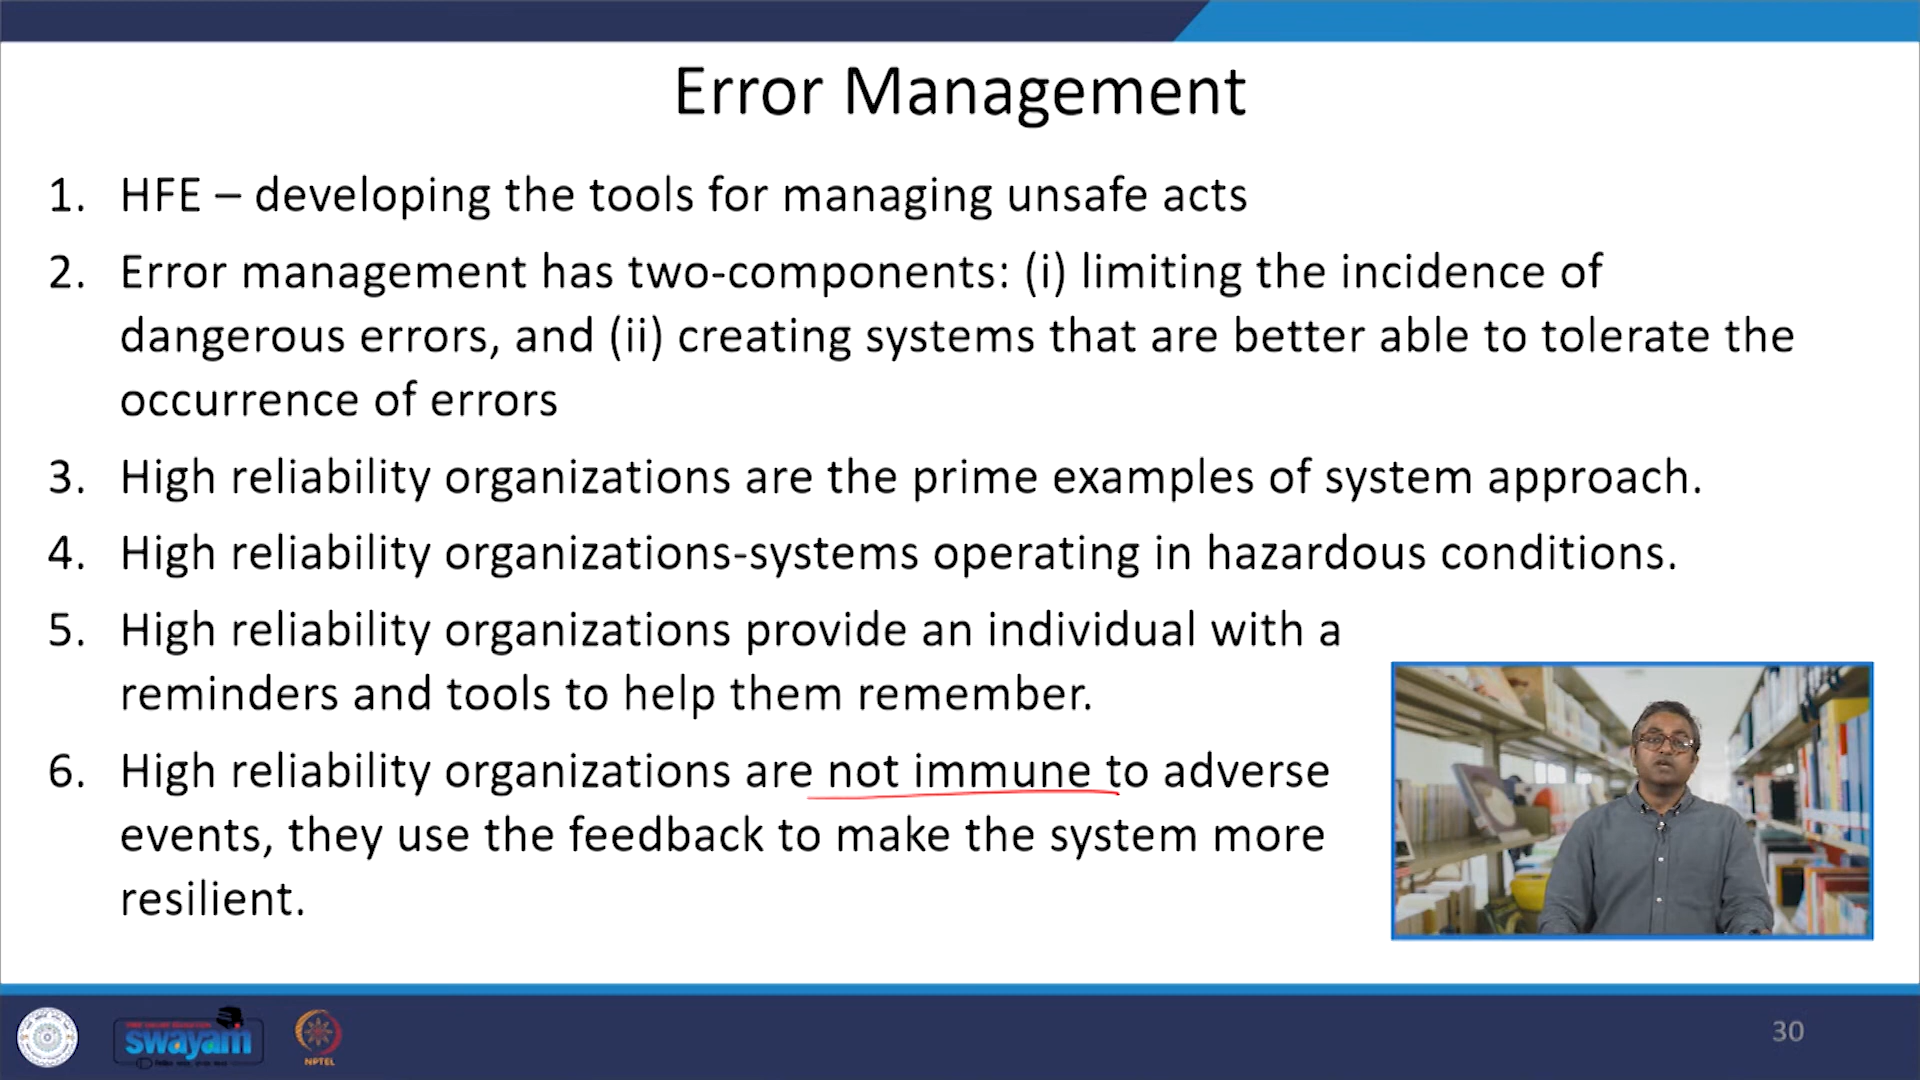 Error Management
1. HFE – developing the tools for managing unsafe acts
2. Error management has two-components: (i) limiting the incidence of
dangerous errors, and (ii) creating systems that are better able to tolerate the
occurrence of errors
3. High reliability organizations are the prime examples of system approach.
4. High reliability organizations-systems operating in hazardous conditions.
5. High reliability organizations provide an individual with a
reminders and tools to help them remember.
6. High reliability organizations are not immune to adverse
events, they use the feedback to make the system more
resilient.
swayam
NPTEL
30